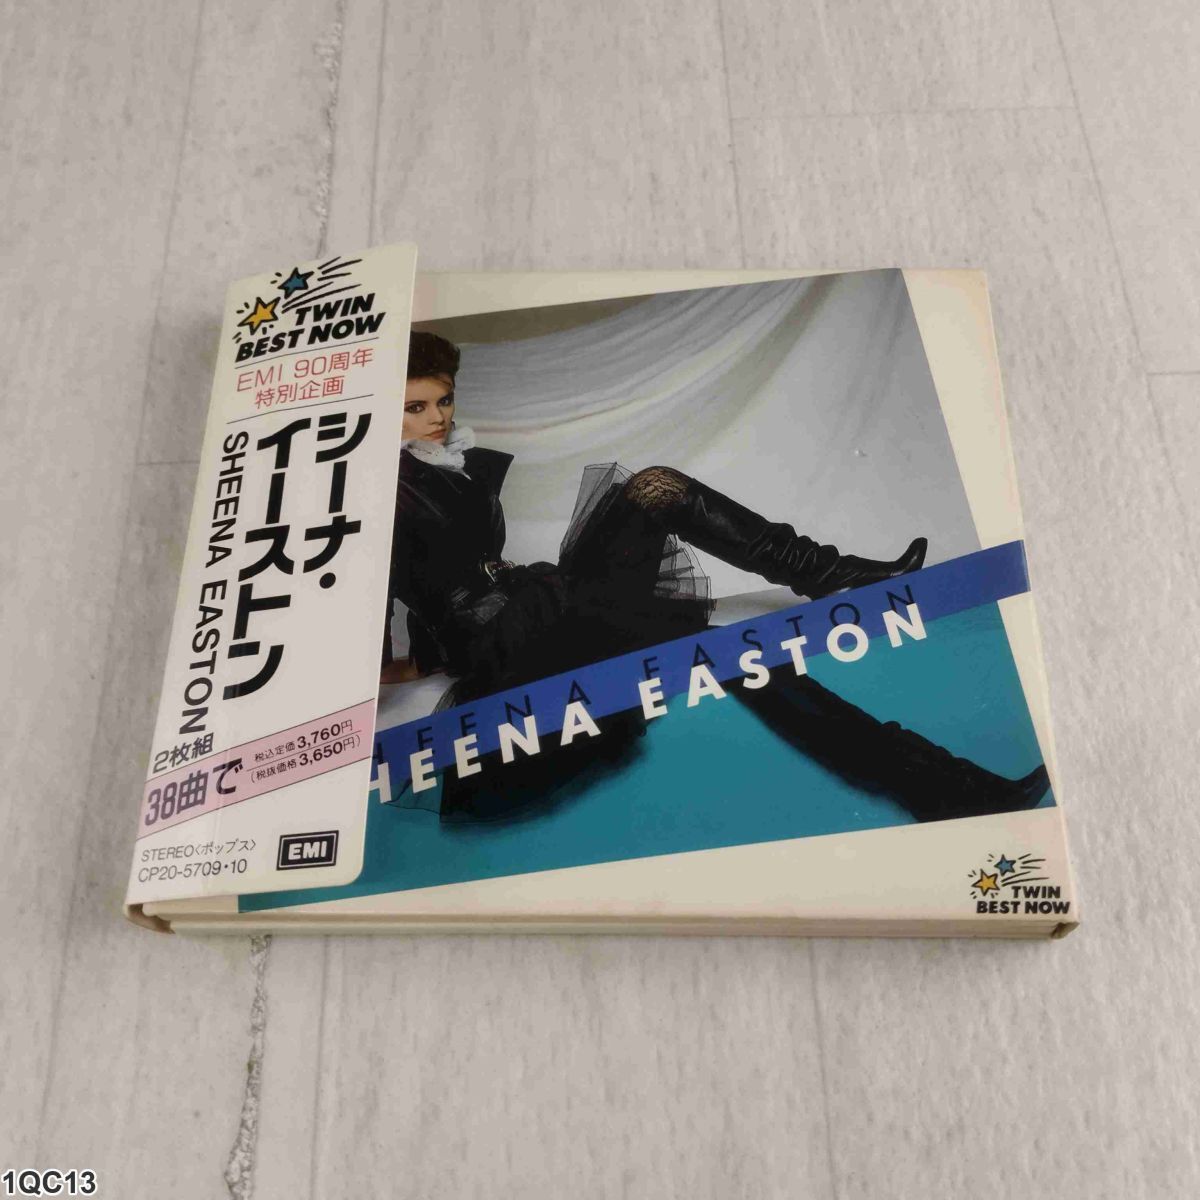 TWIN
BEST NOW
EMI 90周年
特別企画
シーナ・
イーストン
SHEENA EASTON
2枚組
38曲で
税込定価3,760円
(税抜価格3,650円)
STEREO〈ポップス〉
CP20-5709・10
EMI
HEENA EASTON
HEENA EASTON
TWIN
BEST NOW
1QC13